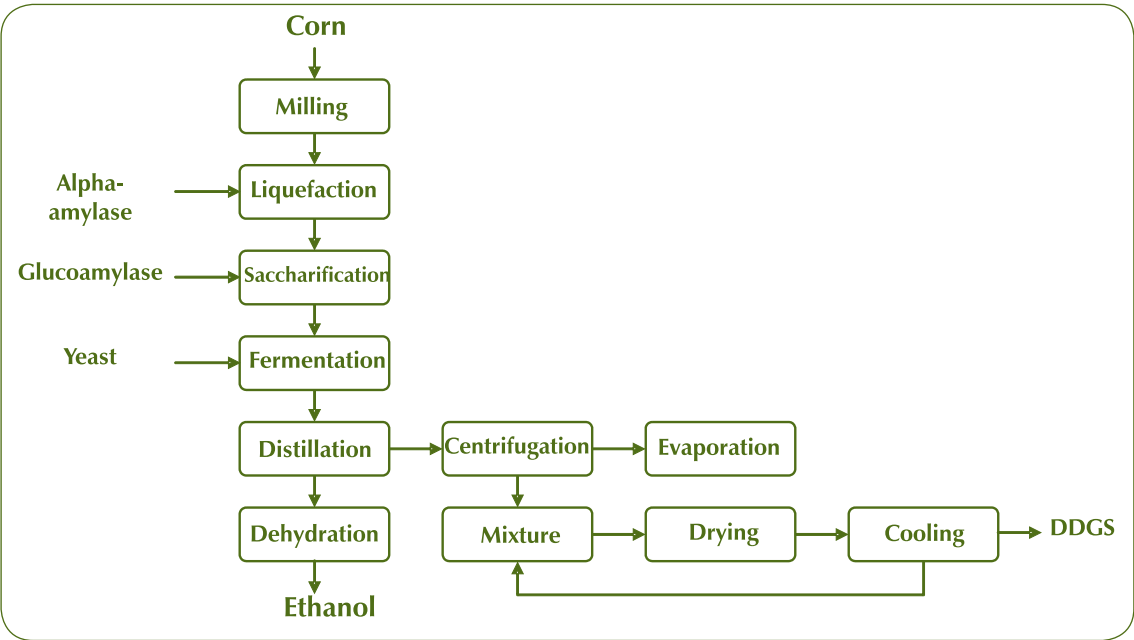 Corn
Milling
Alpha-
amylase
Liquefaction
Glucoamylase
Saccharification
Yeast
Fermentation
Distillation
Centrifugation
Evaporation
Dehydration
Mixture
Drying
Cooling
DDGS
Ethanol